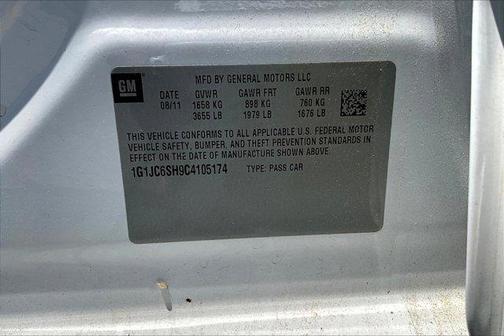 GM
MFD BY GENERAL MOTORS LLC
DATE GVWR GAWR FRT GAWR RR
08/11 1658 KG 898 KG 760 KG
3655 LB 1979 LB 1676 LB
THIS VEHICLE CONFORMS TO ALL APPLICABLE U.S. FEDERAL MOTOR
VEHICLE SAFETY, BUMPER, AND THEFT PREVENTION STANDARDS IN
EFFECT ON THE DATE OF MANUFACTURE SHOWN ABOVE.
1G1JC6SH9C4105174 TYPE: PASS CAR